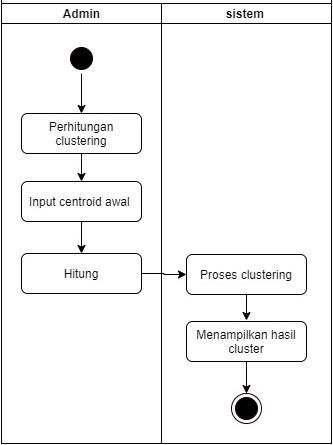 Admin
sistem
Perhitungan
clustering
Input centroid awal
Hitung
Proses clustering
Menampilkan hasil
cluster